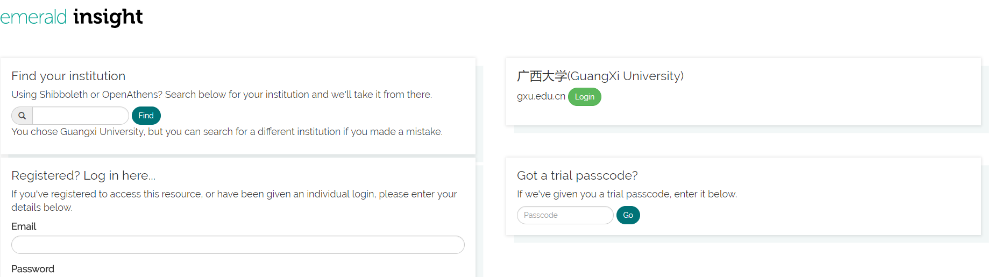 emerald insight
Find your institution
Using Shibboleth or OpenAthens? Search below for your institution and we'll take it from there.
Find
You chose Guangxi University, but you can search for a different institution if you made a mistake.
广西大学(GuangXi University)
gxu.edu.cn Login
Registered? Log in here...
If you've registered to access this resource, or have been given an individual login, please enter your
details below.
Email
Password
Got a trial passcode?
If we've given you a trial passcode, enter it below.
Passcode Go